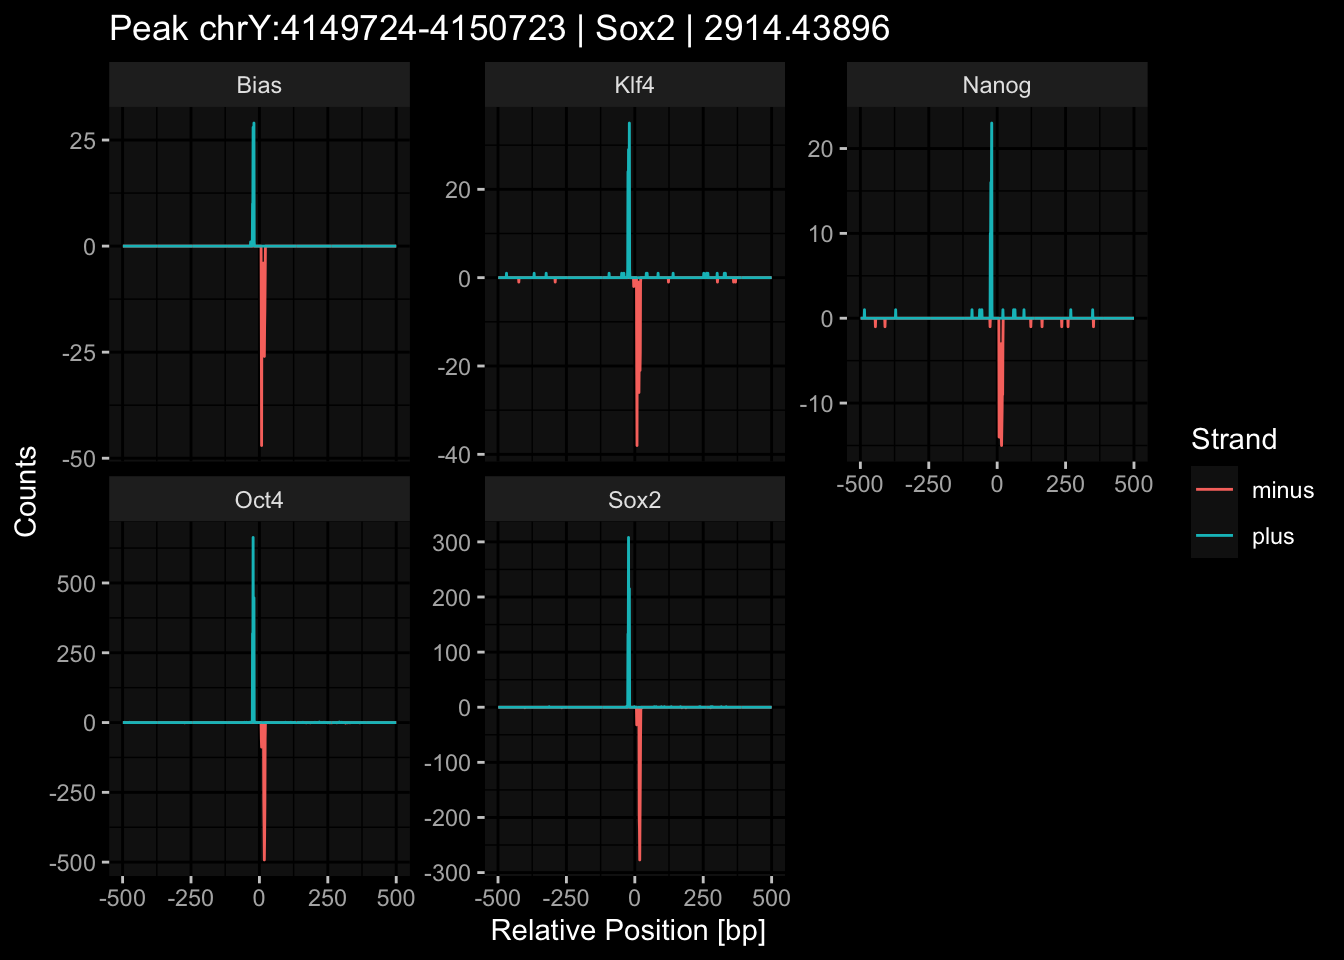 Peak chrY:4149724-4150723 | Sox2 | 2914.43896
Bias
Klf4
Nanog
25
0
-25
-50
20
0
-20
-40
20
10
0
-10
-500 -250 0 250 500
Oct4
Sox2
500
250
0
-250
-500
300
200
100
0
-100
-200
-300
-500 -250 0 250 500
-500 -250 0 250 500
Counts
Relative Position [bp]
Strand
minus
plus